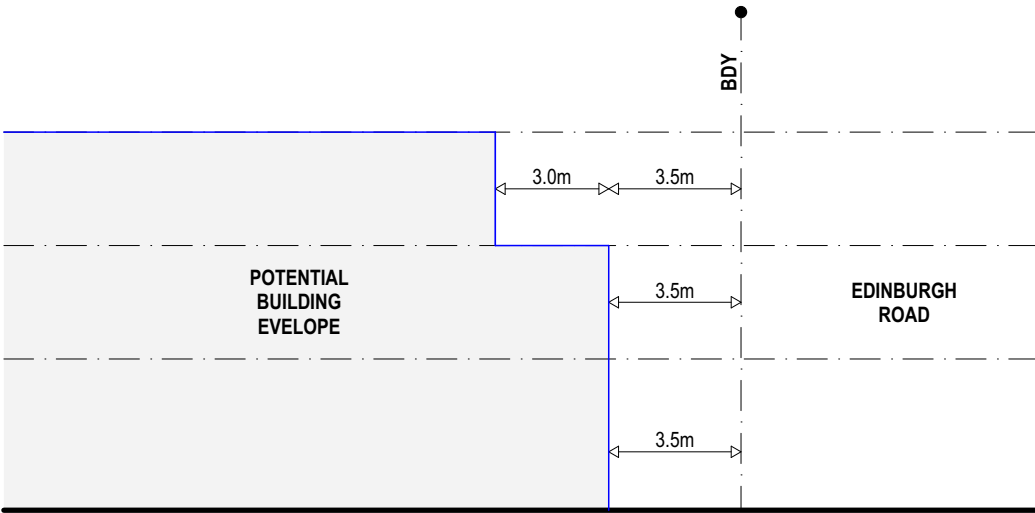 BDY
3.0m
3.5m
POTENTIAL
BUILDING
EVELOPE
3.5m
EDINBURGH
ROAD
3.5m